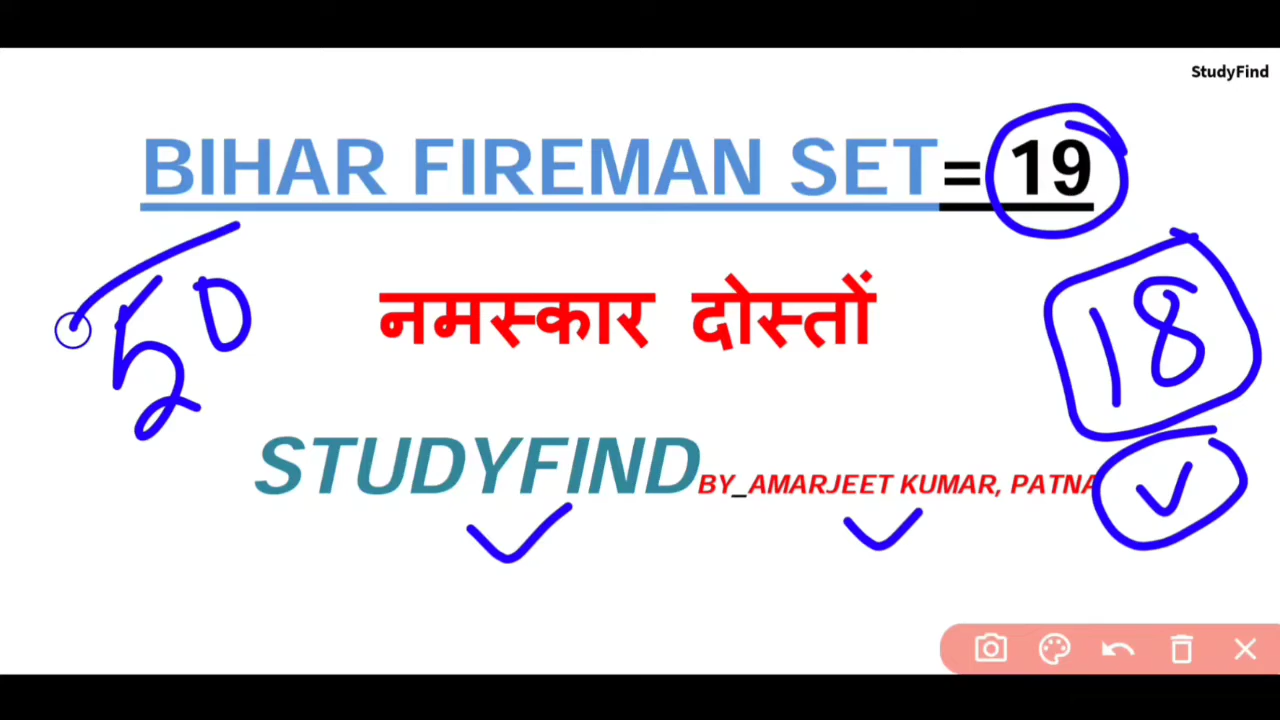 StudyFind
BIHAR FIREMAN SET= 19
50
नमस्कार दोस्तों
18
STUDYFIND BY_AMARJEET KUMAR, PATNA